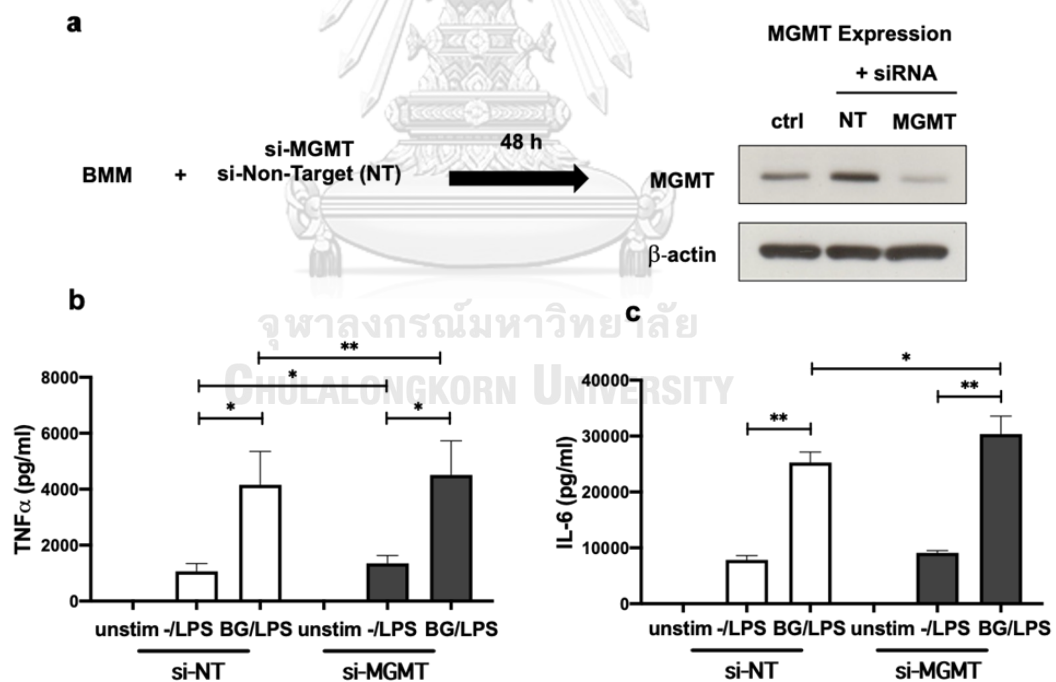 a
MGMT Expression
+ siRNA
ctrl NT MGMT
BMM + si-MGMT
si-Non-Target (NT)
48 h
MGMT
β-actin
b
**
*
* *
8000
6000
4000
2000
0
TNFα (pg/ml)
unstim -/LPS BG/LPS unstim -/LPS BG/LPS
si-NT si-MGMT
c
*
** **
40000
30000
20000
10000
0
IL-6 (pg/ml)
unstim -/LPS BG/LPS unstim -/LPS BG/LPS
si-NT si-MGMT
จุฬาลงกรณ์มหาวิทยาลัย
CHULALONGKORN UNIVERSITY